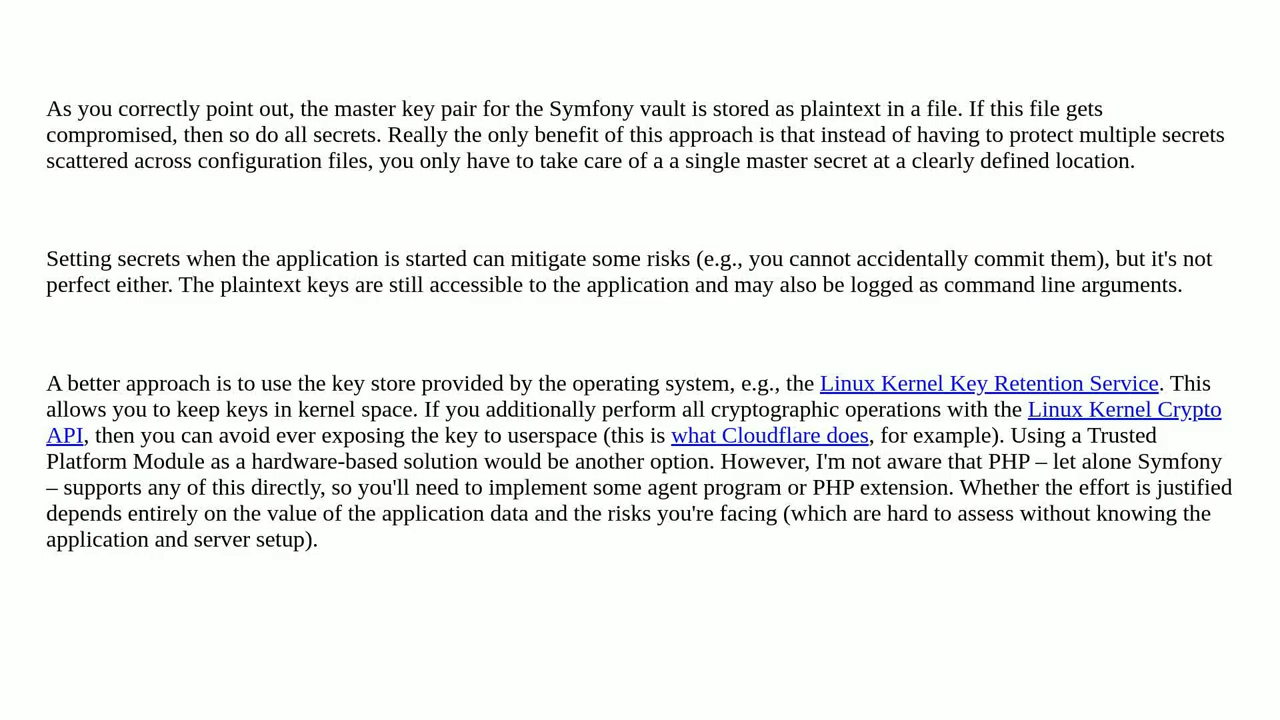 As you correctly point out, the master key pair for the Symfony vault is stored as plaintext in a file. If this file gets
compromised, then so do all secrets. Really the only benefit of this approach is that instead of having to protect multiple secrets
scattered across configuration files, you only have to take care of a a single master secret at a clearly defined location.
Setting secrets when the application is started can mitigate some risks (e.g., you cannot accidentally commit them), but it's not
perfect either. The plaintext keys are still accessible to the application and may also be logged as command line arguments.
A better approach is to use the key store provided by the operating system, e.g., the Linux Kernel Key Retention Service. This
allows you to keep keys in kernel space. If you additionally perform all cryptographic operations with the Linux Kernel Crypto
API, then you can avoid ever exposing the key to userspace (this is what Cloudflare does, for example). Using a Trusted
Platform Module as a hardware-based solution would be another option. However, I'm not aware that PHP – let alone Symfony
– supports any of this directly, so you'll need to implement some agent program or PHP extension. Whether the effort is justified
depends entirely on the value of the application data and the risks you're facing (which are hard to assess without knowing the
application and server setup).